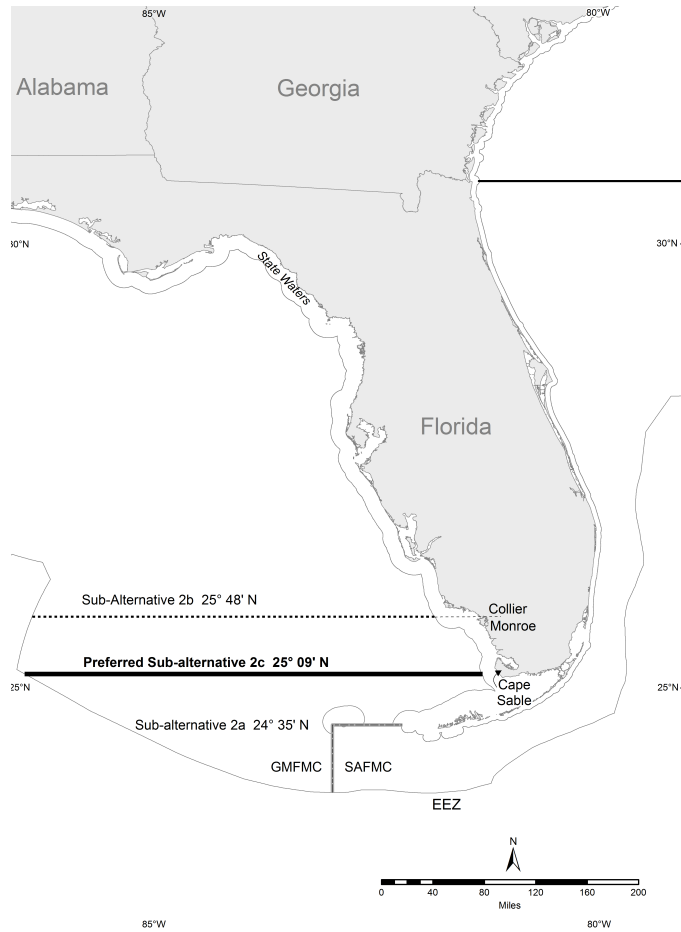 85°W
80°W
Alabama
Georgia
30°N
30°N
State Waters
Florida
Sub-Alternative 2b 25° 48' N
Collier
Monroe
Preferred Sub-alternative 2c 25° 09' N
25°N
25°N
Cape
Sable
Sub-alternative 2a 24° 35' N
GMFMC
SAFMC
EEZ
N
0 40 80 120 160 200
Miles
85°W
80°W